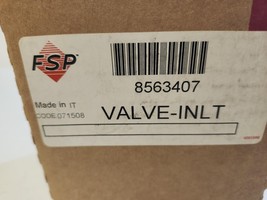 FSP
8563407
Made in IT
CODE.071508
VALVE-INLT